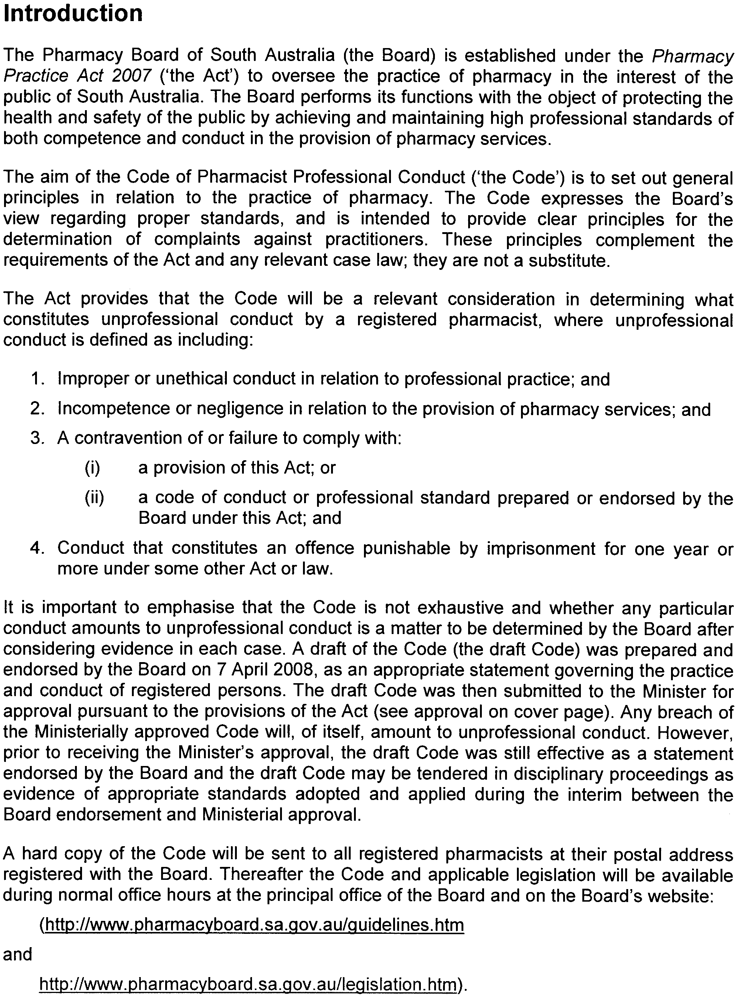 Introduction
The Pharmacy Board of South Australia (the Board) is established under the Pharmacy
Practice Act 2007 (‘the Act’) to oversee the practice of pharmacy in the interest of the
public of South Australia. The Board performs its functions with the object of protecting the
health and safety of the public by achieving and maintaining high professional standards of
both competence and conduct in the provision of pharmacy services.
The aim of the Code of Pharmacist Professional Conduct (‘the Code’) is to set out general
principles in relation to the practice of pharmacy. The Code expresses the Board’s
view regarding proper standards, and is intended to provide clear principles for the
determination of complaints against practitioners. These principles complement the
requirements of the Act and any relevant case law; they are not a substitute.
The Act provides that the Code will be a relevant consideration in determining what
constitutes unprofessional conduct by a registered pharmacist, where unprofessional
conduct is defined as including:
1. Improper or unethical conduct in relation to professional practice; and
2. Incompetence or negligence in relation to the provision of pharmacy services; and
3. A contravention of or failure to comply with:
(i) a provision of this Act; or
(ii) a code of conduct or professional standard prepared or endorsed by the
Board under this Act; and
4. Conduct that constitutes an offence punishable by imprisonment for one year or
more under some other Act or law.
It is important to emphasise that the Code is not exhaustive and whether any particular
conduct amounts to unprofessional conduct is a matter to be determined by the Board after
considering evidence in each case. A draft of the Code (the draft Code) was prepared and
endorsed by the Board on 7 April 2008, as an appropriate statement governing the practice
and conduct of registered persons. The draft Code was then submitted to the Minister for
approval pursuant to the provisions of the Act (see approval on cover page). Any breach of
the Ministerially approved Code will, of itself, amount to unprofessional conduct. However,
prior to receiving the Minister’s approval, the draft Code was still effective as a statement
endorsed by the Board and the draft Code may be tendered in disciplinary proceedings as
evidence of appropriate standards adopted and applied during the interim between the
Board endorsement and Ministerial approval.
A hard copy of the Code will be sent to all registered pharmacists at their postal address
registered with the Board. Thereafter the Code and applicable legislation will be available
during normal office hours at the principal office of the Board and on the Board’s website:
(http://www.pharmacyboard.sa.gov.au/guidelines.htm
and
http://www.pharmacyboard.sa.gov.au/legislation.htm).